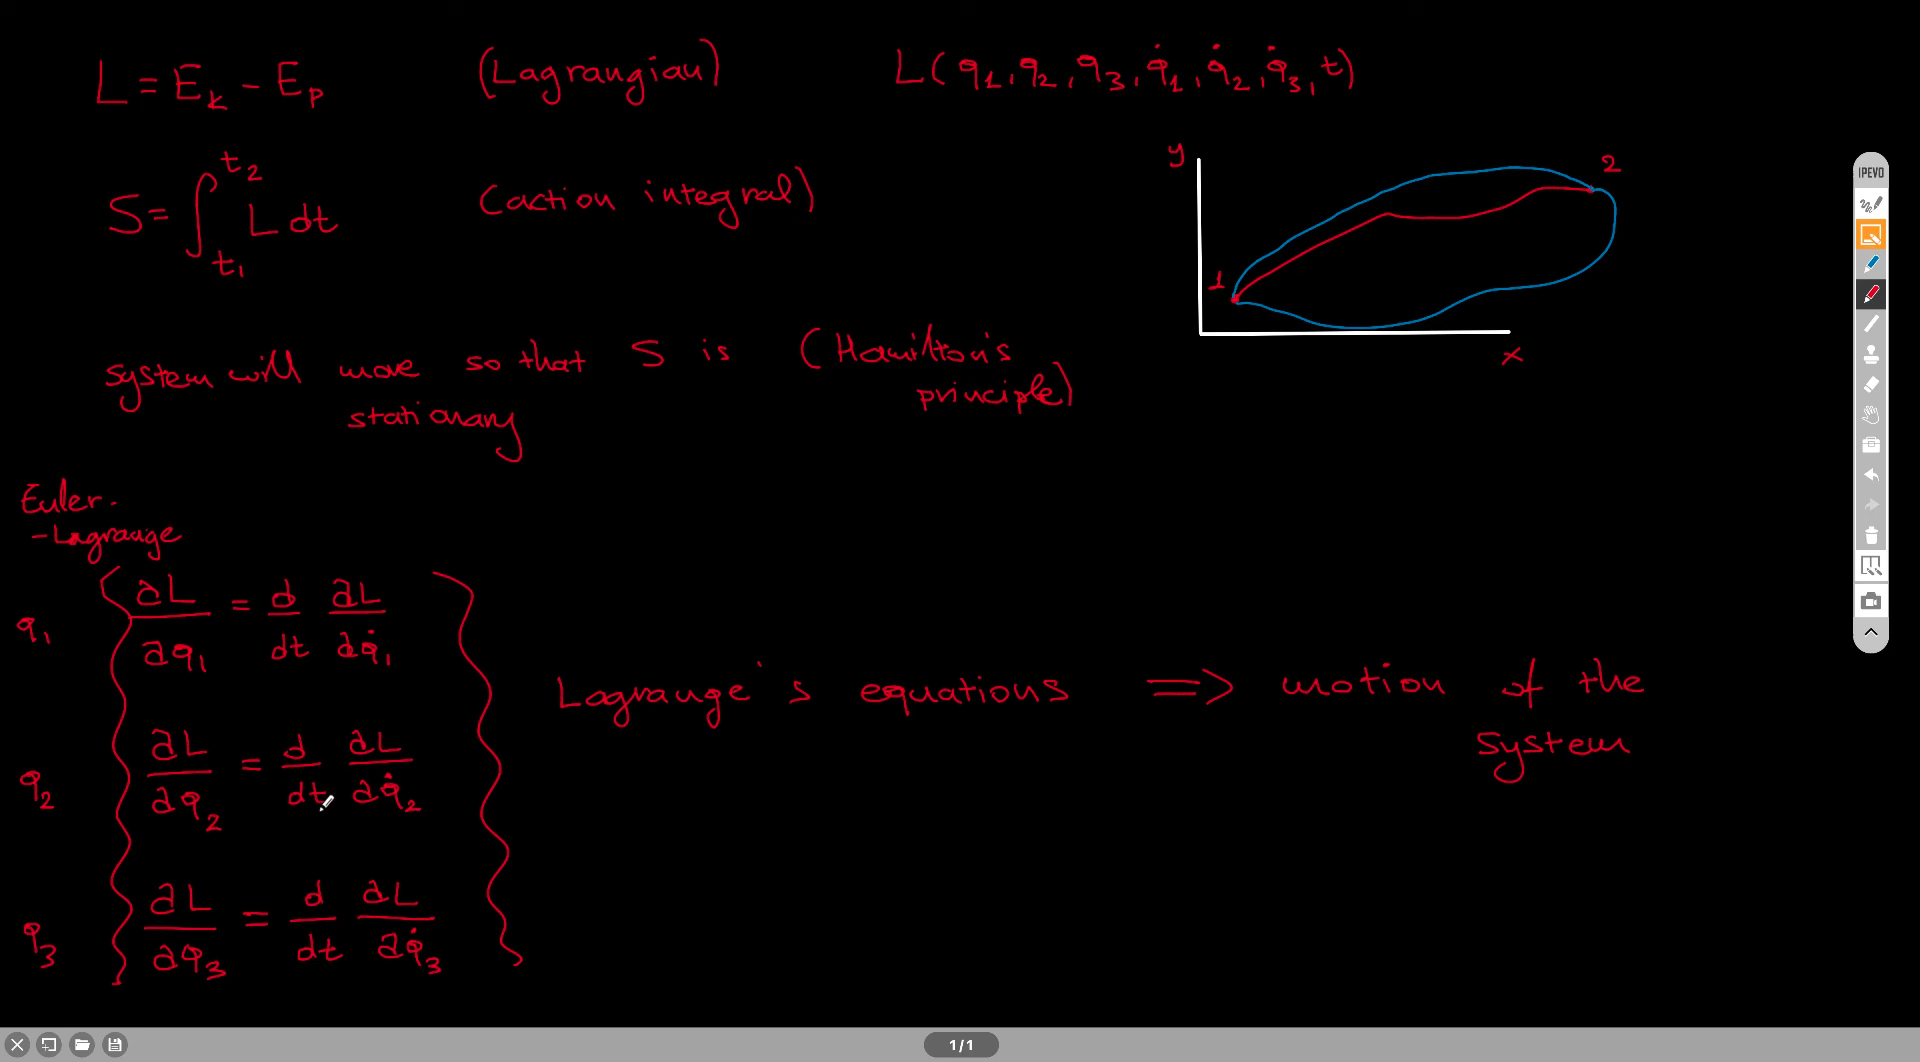 L = E_k - E_p (Lagrangian) L(q_1, q_2, q_3, q̇_1, q̇_2, q̇_3, t)
S = ∫_{t_1}^{t_2} L dt (action integral)
y
2
1
x
system will move so that S is (Hamilton's
stationary principle)
Euler-
-Lagrange
q_1 ∂L/∂q_1 = d/dt ∂L/∂q̇_1
Lagrange's equations => motion of the
system
q_2 ∂L/∂q_2 = d/dt ∂L/∂q̇_2
q_3 ∂L/∂q_3 = d/dt ∂L/∂q̇_3
IPEVO
1/1